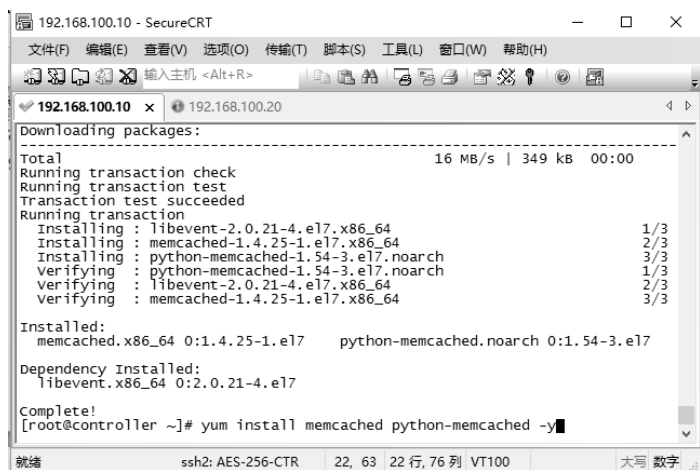 192.168.100.10 - SecureCRT
文件(F) 编辑(E) 查看(V) 选项(O) 传输(T) 脚本(S) 工具(L) 窗口(W) 帮助(H)
输入主机 <Alt+R>
192.168.100.10 × 192.168.100.20
Downloading packages:
--------------------------------------------------------------------------------
Total 16 MB/s | 349 kB 00:00
Running transaction check
Running transaction test
Transaction test succeeded
Running transaction
Installing : libevent-2.0.21-4.el7.x86_64 1/3
Installing : memcached-1.4.25-1.el7.x86_64 2/3
Installing : python-memcached-1.54-3.el7.noarch 3/3
Verifying : python-memcached-1.54-3.el7.noarch 1/3
Verifying : libevent-2.0.21-4.el7.x86_64 2/3
Verifying : memcached-1.4.25-1.el7.x86_64 3/3
Installed:
memcached.x86_64 0:1.4.25-1.el7 python-memcached.noarch 0:1.54-3.el7
Dependency Installed:
libevent.x86_64 0:2.0.21-4.el7
Complete!
[root@controller ~]# yum install memcached python-memcached -y
就绪 ssh2: AES-256-CTR 22, 63 22 行, 76 列 VT100 大写 数字